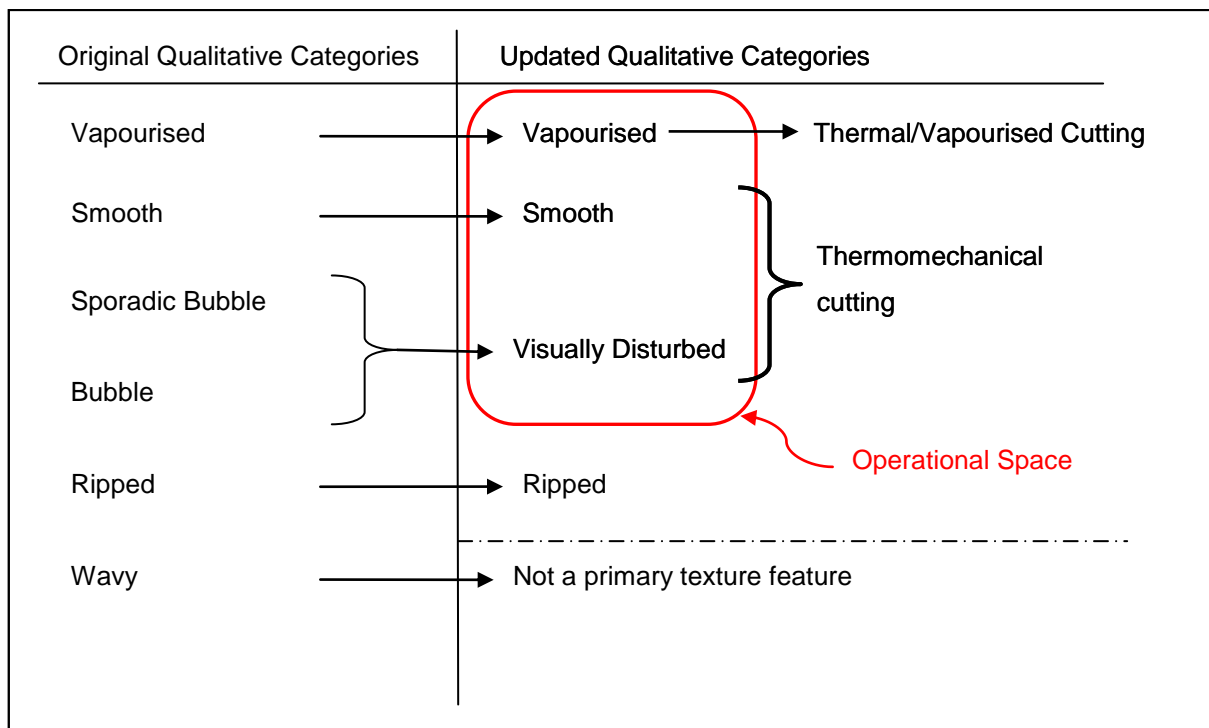 Original Qualitative Categories
Updated Qualitative Categories
Vapourised
Vapourised
Thermal/Vapourised Cutting
Smooth
Smooth
Thermomechanical
cutting
Sporadic Bubble
Visually Disturbed
Bubble
Operational Space
Ripped
Ripped
Wavy
Not a primary texture feature